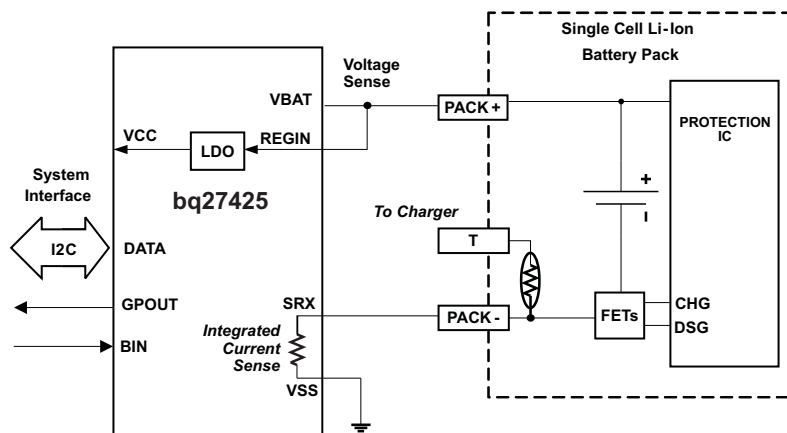 Single Cell Li-Ion
Battery Pack
Voltage
Sense
VBAT
PACK +
PROTECTION
IC
VCC
REGIN
LDO
System
Interface
bq27425
+
To Charger
T
I2C
DATA
GPOUT
SRX
PACK -
FETs
CHG
DSG
BIN
Integrated
Current
Sense
VSS